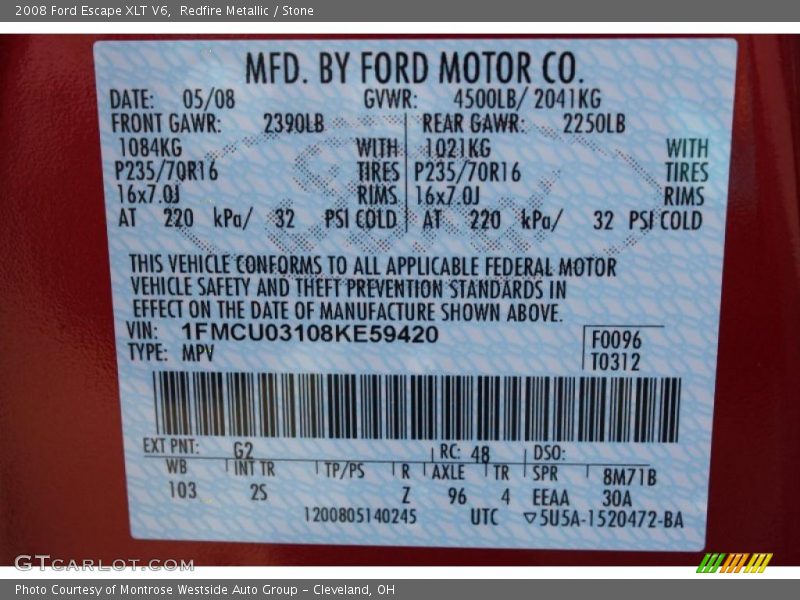 2008 Ford Escape XLT V6, Redfire Metallic / Stone
MFD. BY FORD MOTOR CO.
DATE: 05/08 GVWR: 4500LB/ 2041KG
FRONT GAWR: 2390LB REAR GAWR: 2250LB
1084KG WITH 1021KG WITH
P235/70R16 TIRES P235/70R16 TIRES
16x7.0J RIMS 16x7.0J RIMS
AT 220 kPa/ 32 PSI COLD AT 220 kPa/ 32 PSI COLD
THIS VEHICLE CONFORMS TO ALL APPLICABLE FEDERAL MOTOR
VEHICLE SAFETY AND THEFT PREVENTION STANDARDS IN
EFFECT ON THE DATE OF MANUFACTURE SHOWN ABOVE.
VIN: 1FMCU03108KE59420
TYPE: MPV
F0096
T0312
EXT PNT: G2 RC: 48 DSO:
WB INT TR TP/PS R AXLE TR SPR 8M71B
103 2S Z 96 4 EEAA 30A
1200805140245 UTC ▽5U5A-1520472-BA
GTCarLot.com
Photo Courtesy of Montrose Westside Auto Group - Cleveland, OH